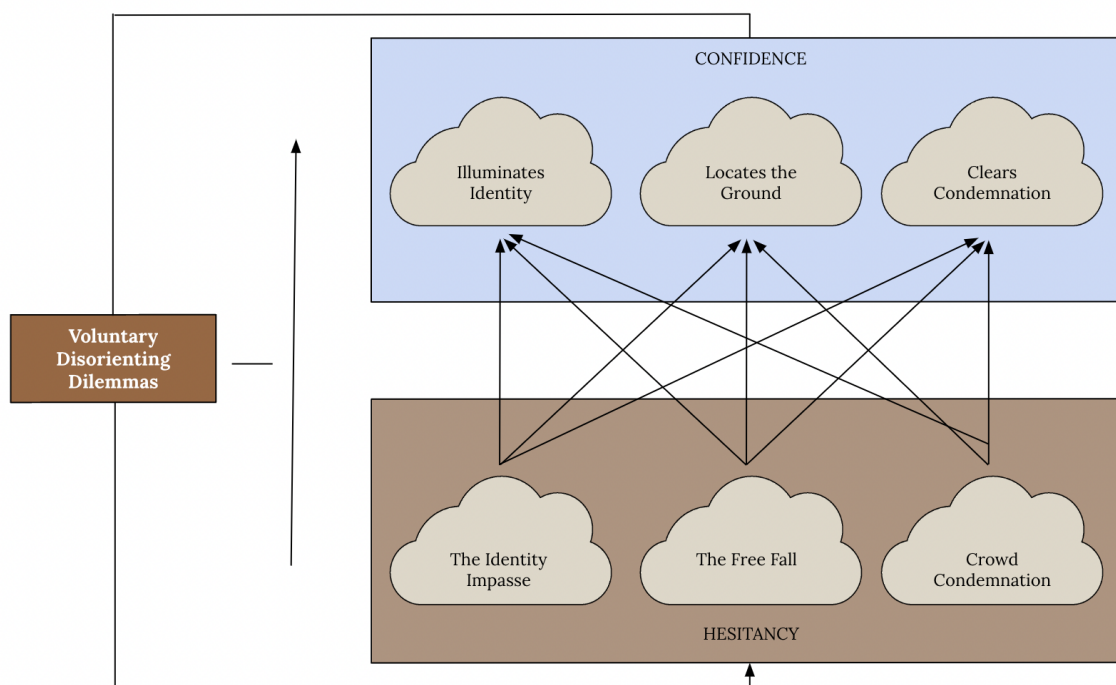 CONFIDENCE
Illuminates
Identity
Locates the
Ground
Clears
Condemnation
Voluntary
Disorienting
Dilemmas
The Identity
Impasse
The Free Fall
Crowd
Condemnation
HESITANCY